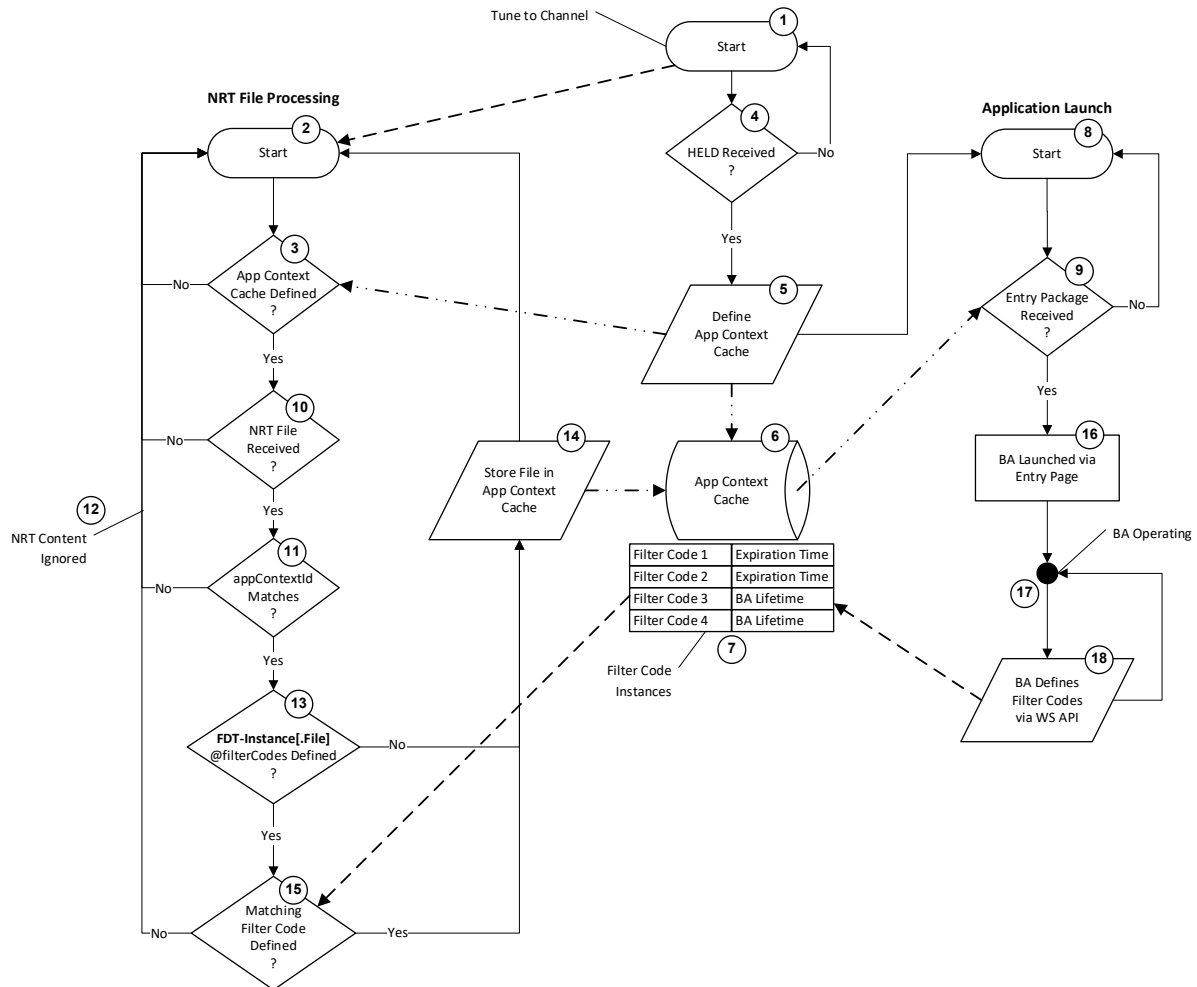 Tune to Channel
1
Start
NRT File Processing
2
Start
4
HELD Received
?
No
Yes
Application Launch
8
Start
3
App Context
Cache Defined
?
No
Yes
5
Define
App Context
Cache
9
Entry Package
Received
?
No
Yes
10
NRT File
Received
?
No
Yes
14
Store File in
App Context
Cache
6
App Context
Cache
16
BA Launched via
Entry Page
12
NRT Content
Ignored
11
appContextId
Matches
?
No
Yes
Filter Code 1 Expiration Time
Filter Code 2 Expiration Time
Filter Code 3 BA Lifetime
Filter Code 4 BA Lifetime
7
Filter Code
Instances
BA Operating
17
18
BA Defines
Filter Codes
via WS API
13
FDT-Instance[.File]
@filterCodes Defined
?
No
Yes
15
Matching
Filter Code
Defined
?
No
Yes